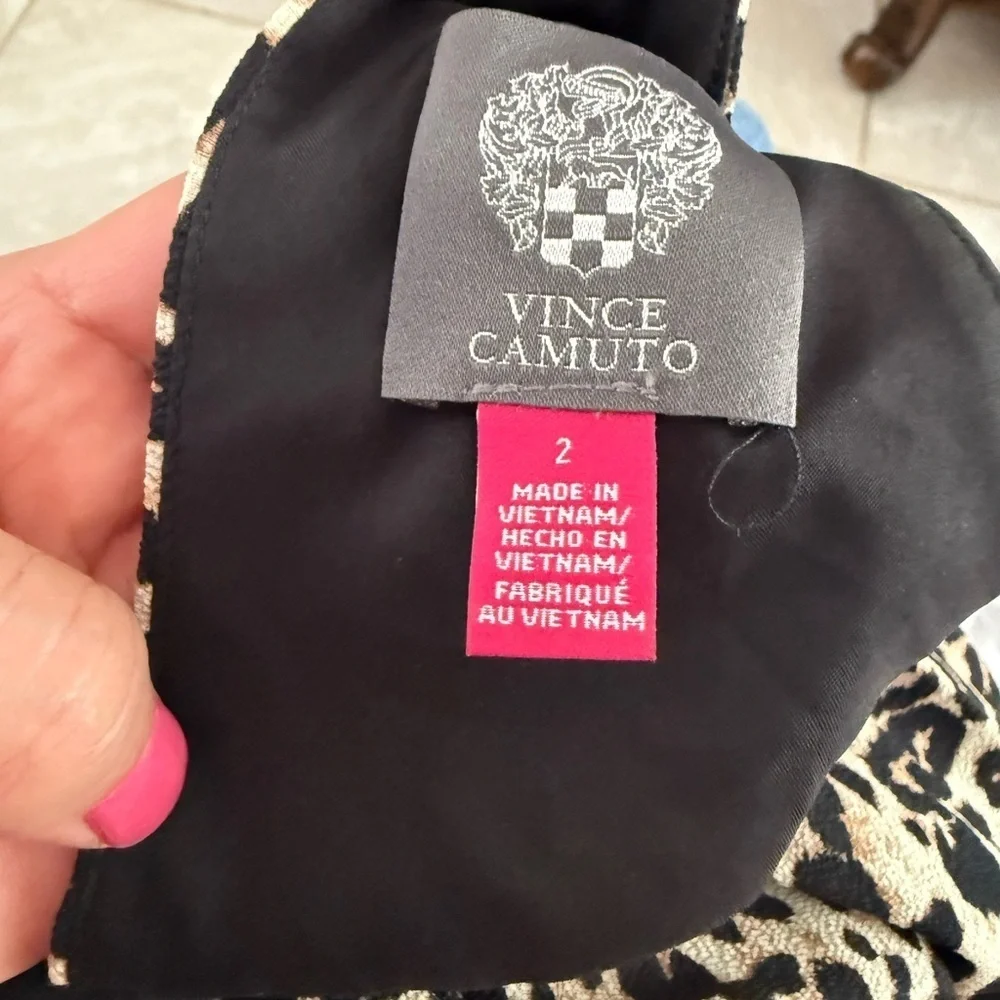 VINCE
CAMUTO
2
MADE IN
VIETNAM/
HECHO EN
VIETNAM/
FABRIQUÉ
AU VIETNAM